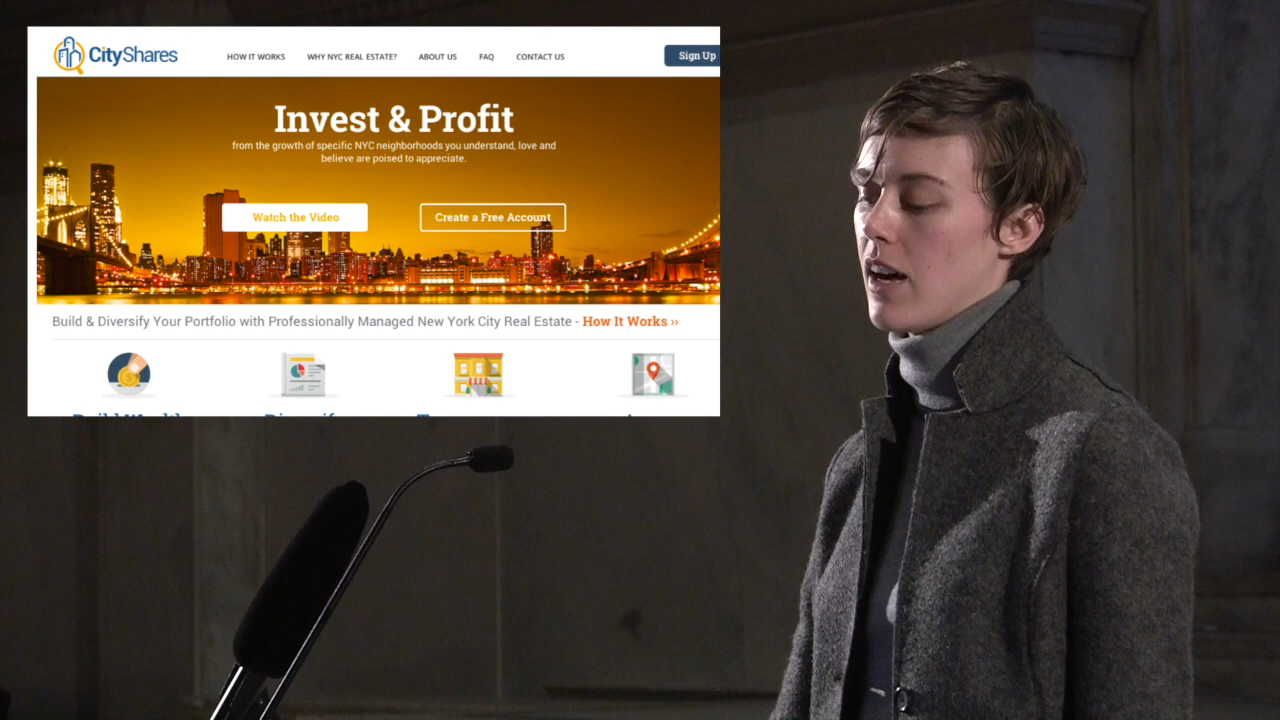 CityShares
HOW IT WORKS WHY NYC REAL ESTATE? ABOUT US FAQ CONTACT US
Sign Up
Invest & Profit
from the growth of specific NYC neighborhoods you understand, love and
believe are poised to appreciate.
Watch the Video
Create a Free Account
Build & Diversify Your Portfolio with Professionally Managed New York City Real Estate - How It Works ››